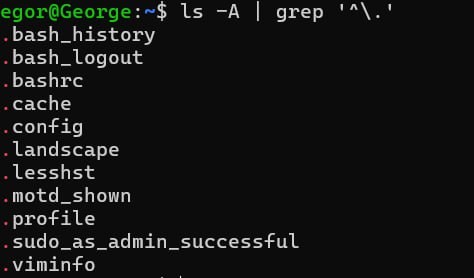 egor@George:~$ ls -A | grep '^\.'
.bash_history
.bash_logout
.bashrc
.cache
.config
.landscape
.lesshst
.motd_shown
.profile
.sudo_as_admin_successful
.viminfo